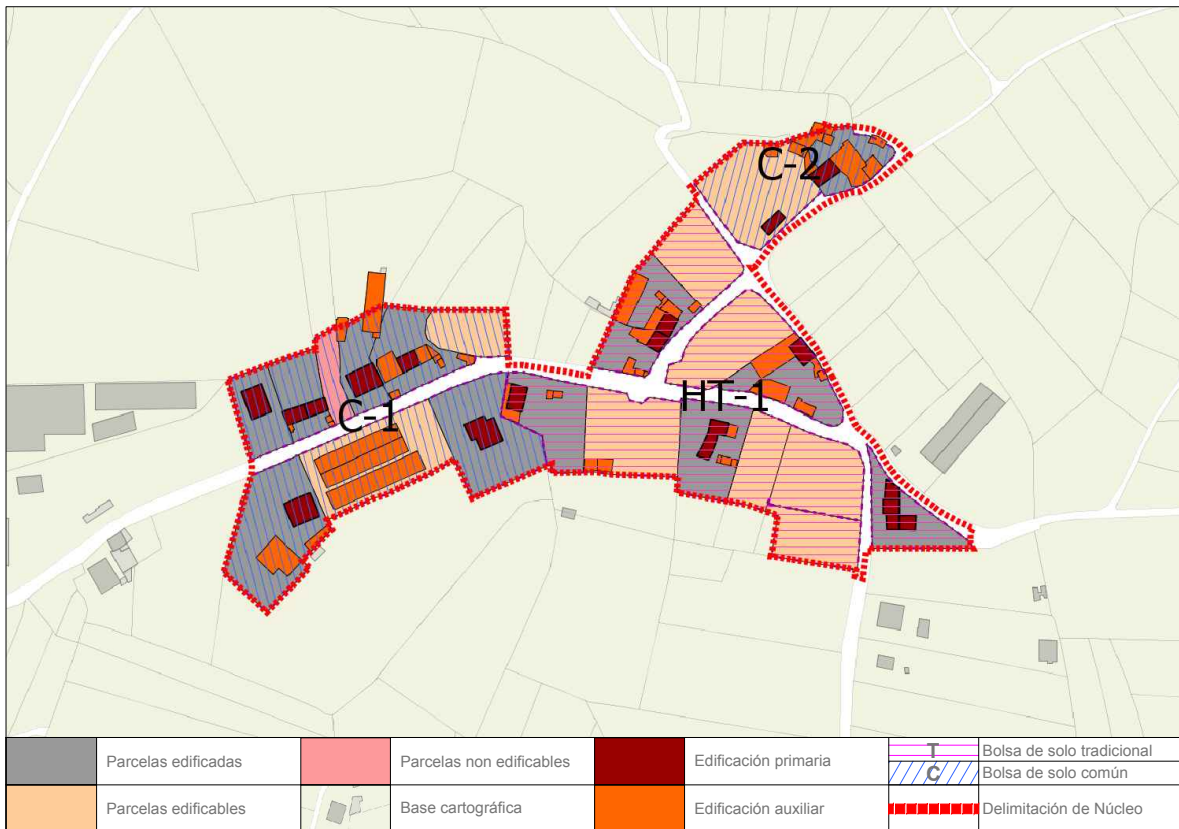 C-2
HT-1
C-1
Parcelas edificadas
Parcelas non edificables
Edificación primaria
T
Bolsa de solo tradicional
C
Bolsa de solo común
Parcelas edificables
Base cartográfica
Edificación auxiliar
Delimitación de Núcleo